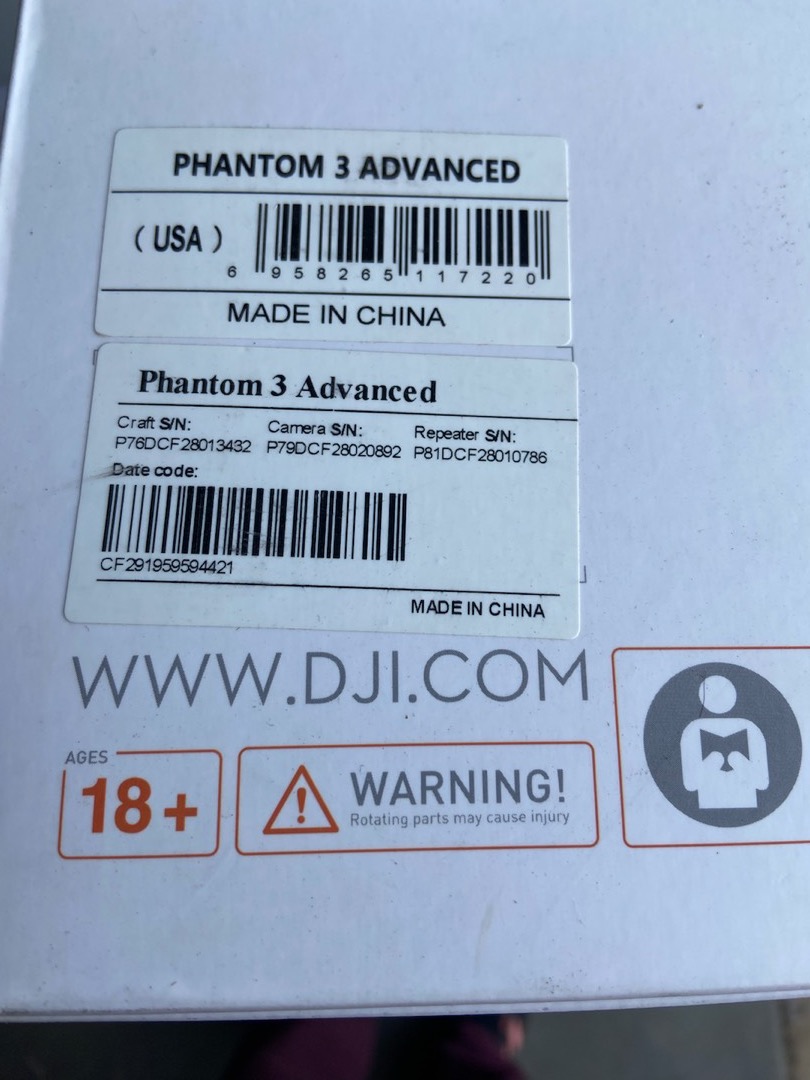 PHANTOM 3 ADVANCED
( USA )
6 958265 117220
MADE IN CHINA
Phantom 3 Advanced
Craft S/N: Camera S/N: Repeater S/N:
P76DCF28013432 P79DCF28020892 P81DCF28010786
Date code:
CF291959594421
MADE IN CHINA
WWW.DJI.COM
AGES
18+
WARNING!
Rotating parts may cause injury